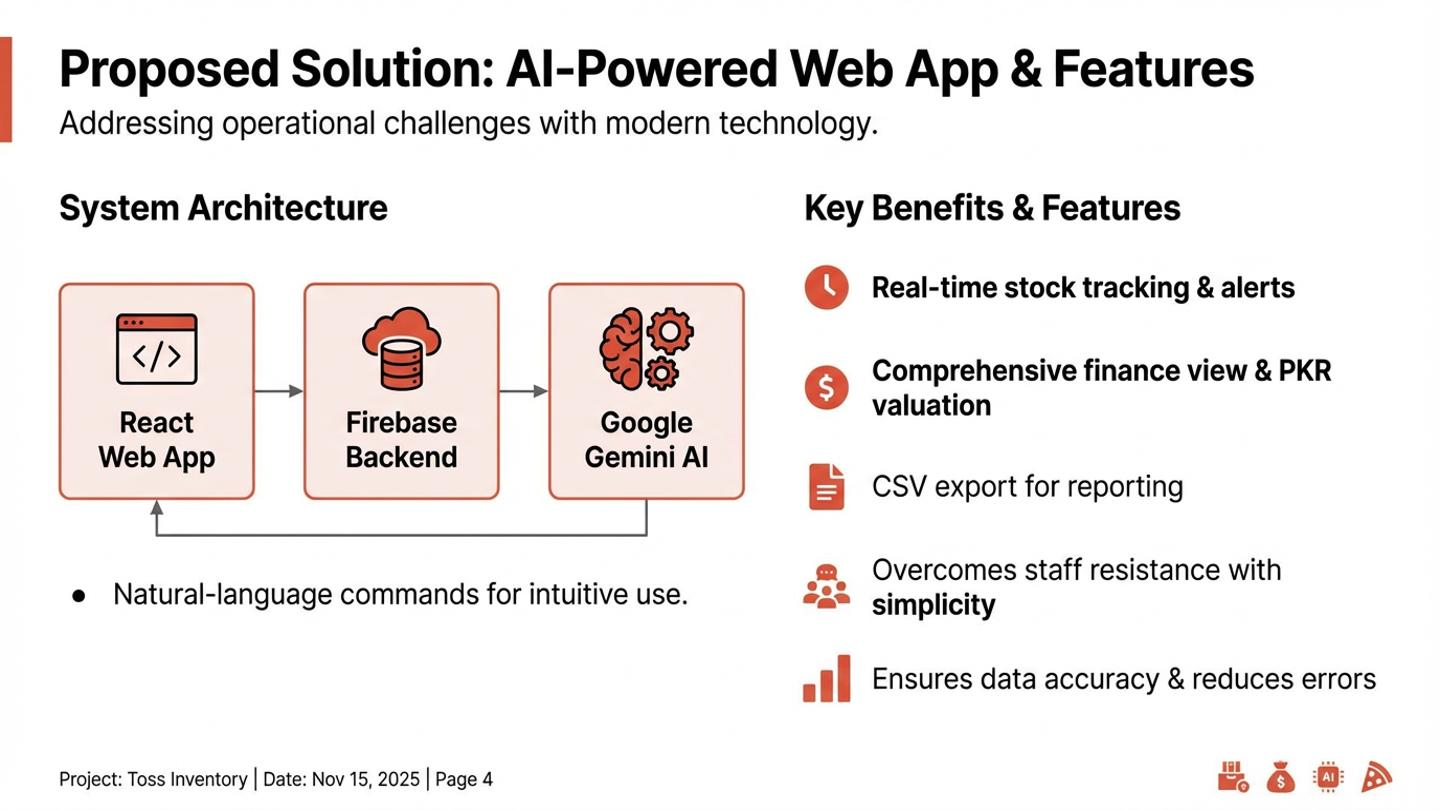 Proposed Solution: AI-Powered Web App & Features
Addressing operational challenges with modern technology.
System Architecture
</>
React
Web App
Firebase
Backend
Google
Gemini AI
● Natural-language commands for intuitive use.
Key Benefits & Features
Real-time stock tracking & alerts
$
Comprehensive finance view & PKR
valuation
CSV export for reporting
Overcomes staff resistance with
simplicity
Ensures data accuracy & reduces errors
Project: Toss Inventory | Date: Nov 15, 2025 | Page 4
$
AI